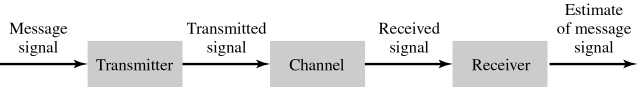 Message
signal
Transmitter
Transmitted
signal
Channel
Received
signal
Receiver
Estimate
of message
signal